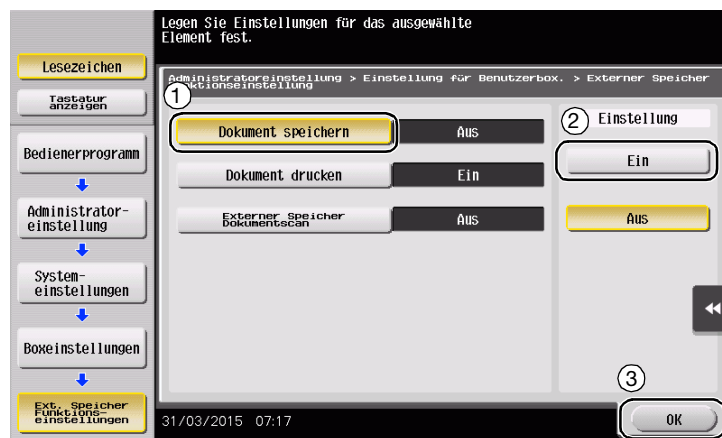 Legen Sie Einstellungen für das ausgewählte
Element fest.
Lesezeichen
Tastatur
anzeigen
Bedienerprogramm
Administrator-
einstellung
System-
einstellungen
Boxeinstellungen
Ext. Speicher
Funktions-
einstellungen
Administratoreinstellung > Einstellung für Benutzerbox. > Externer Speicher
Funktionseinstellung
1
Dokument speichern
Aus
Dokument drucken
Ein
Externer Speicher
Dokumentscan
Aus
2
Einstellung
Ein
Aus
3
31/03/2015 07:17
OK